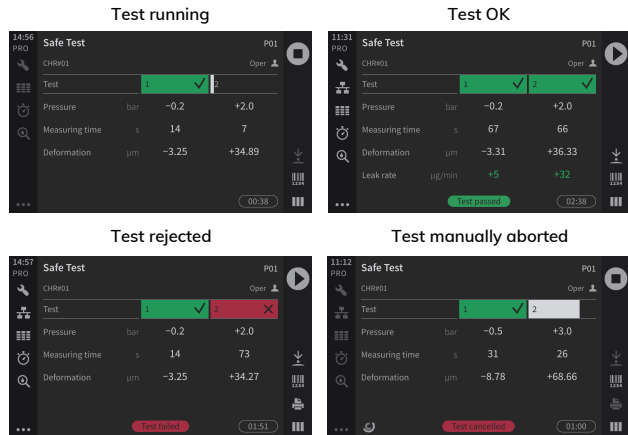 Test running
14:56
PRO
Safe Test P01
CHR#01 Oper
Test 1 2
Pressure bar −0.2 +2.0
Measuring time s 14 7
Deformation µm −3.25 +34.89
1234
00:38
Test OK
11:31
PRO
Safe Test P01
CHR#01 Oper
Test 1 2
Pressure bar −0.2 +2.0
Measuring time s 67 66
Deformation µm −3.31 +36.33
Leak rate µg/min +5 +32
1234
Test passed 02:38
Test rejected
14:57
PRO
Safe Test P01
CHR#01 Oper
Test 1 2
Pressure bar −0.2 +2.0
Measuring time s 14 73
Deformation µm −3.25 +34.27
1234
Test failed 01:51
Test manually aborted
11:12
PRO
Safe Test P01
CHR#01 Oper
Test 1 2
Pressure bar −0.5 +3.0
Measuring time s 31 26
Deformation µm −8.78 +68.66
1234
Test cancelled 01:00